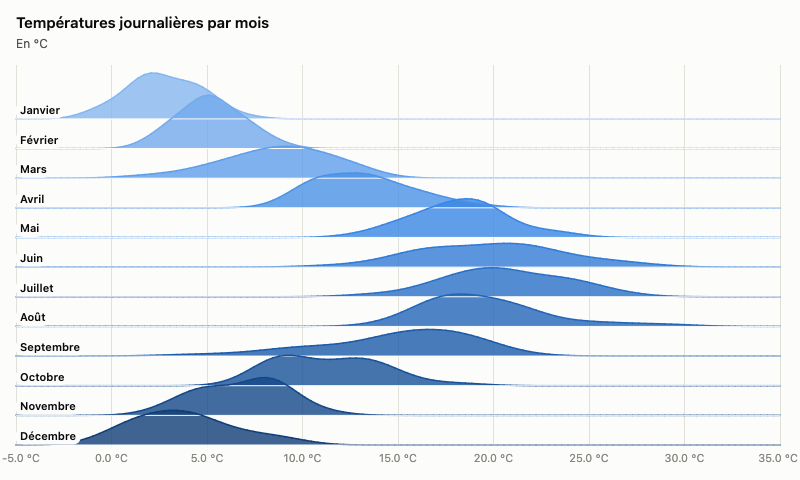 Températures journalières par mois
En °C
Janvier
Février
Mars
Avril
Mai
Juin
Juillet
Août
Septembre
Octobre
Novembre
Décembre
-5.0 °C 0.0 °C 5.0 °C 10.0 °C 15.0 °C 20.0 °C 25.0 °C 30.0 °C 35.0 °C